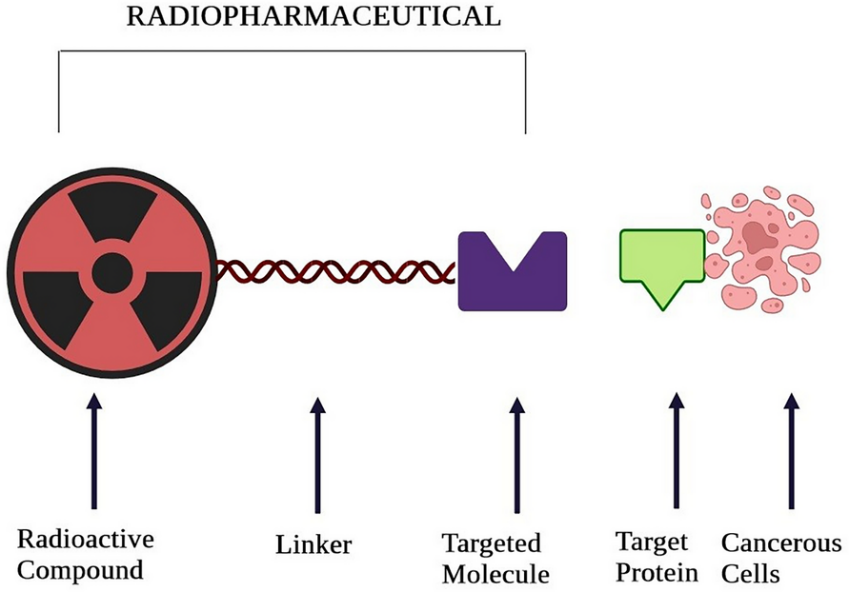 RADIOPHARMACEUTICAL
Radioactive
Compound
Linker
Targeted
Molecule
Target
Protein
Cancerous
Cells